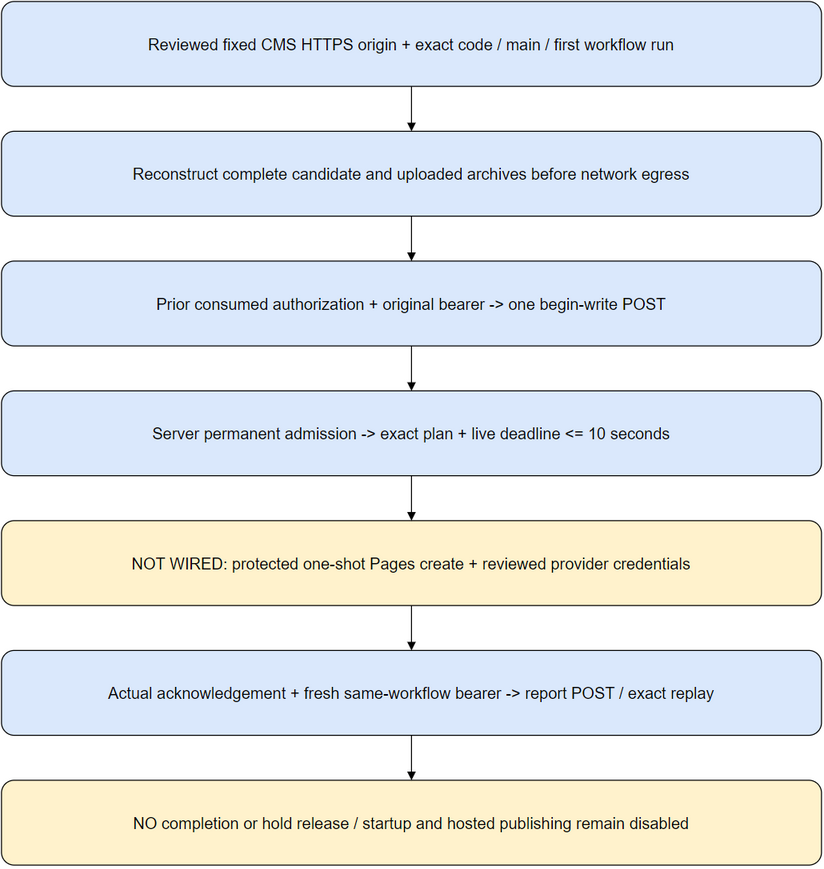 Reviewed fixed CMS HTTPS origin + exact code / main / first workflow run
Reconstruct complete candidate and uploaded archives before network egress
Prior consumed authorization + original bearer -> one begin-write POST
Server permanent admission -> exact plan + live deadline <= 10 seconds
NOT WIRED: protected one-shot Pages create + reviewed provider credentials
Actual acknowledgement + fresh same-workflow bearer -> report POST / exact replay
NO completion or hold release / startup and hosted publishing remain disabled